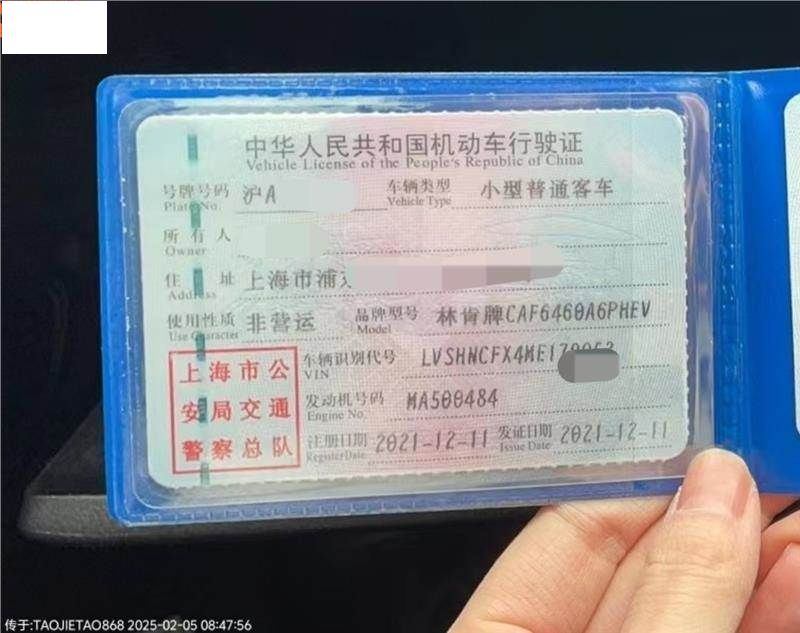 中华人民共和国机动车行驶证
Vehicle License of the People's Republic of China
号牌号码 沪A 车辆类型 小型普通客车
Plate No. Vehicle Type
所有人
Owner
住址 上海市浦
Address
使用性质 非营运 品牌型号 林肯牌CAF6460A6PHEV
Use Character Model
上海市公 车辆识别代号 LVSHNCFX4ME
VIN
安局交通 发动机号码 MA500484
Engine No.
警察总队 注册日期 2021-12-11 发证日期 2021-12-11
Register Date Issue Date
传于:TAOJIETAO868 2025-02-05 08:47:56